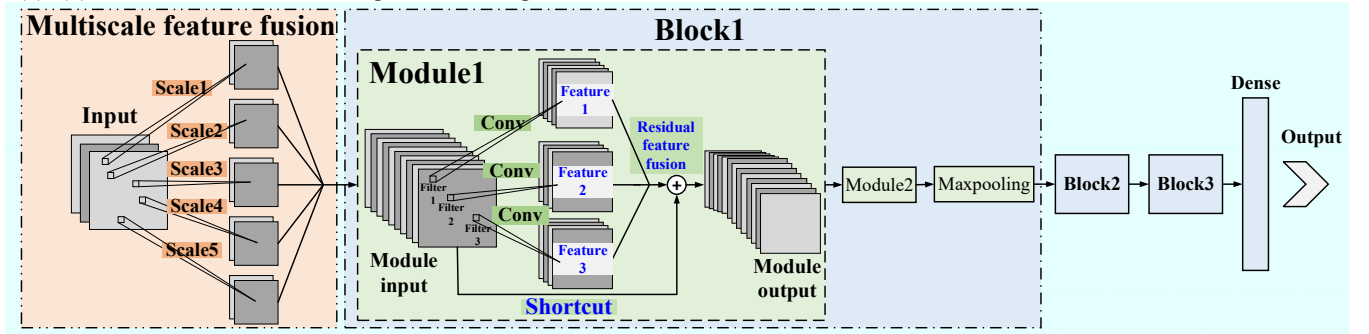 Multiscale feature fusion
Input
Scale1
Scale2
Scale3
Scale4
Scale5
Block1
Module1
Module
input
Filter
1
Filter
2
Filter
3
Conv
Conv
Conv
Feature
1
Feature
2
Feature
3
Shortcut
Residual
feature
fusion
Module
output
Module2
Maxpooling
Block2
Block3
Dense
Output